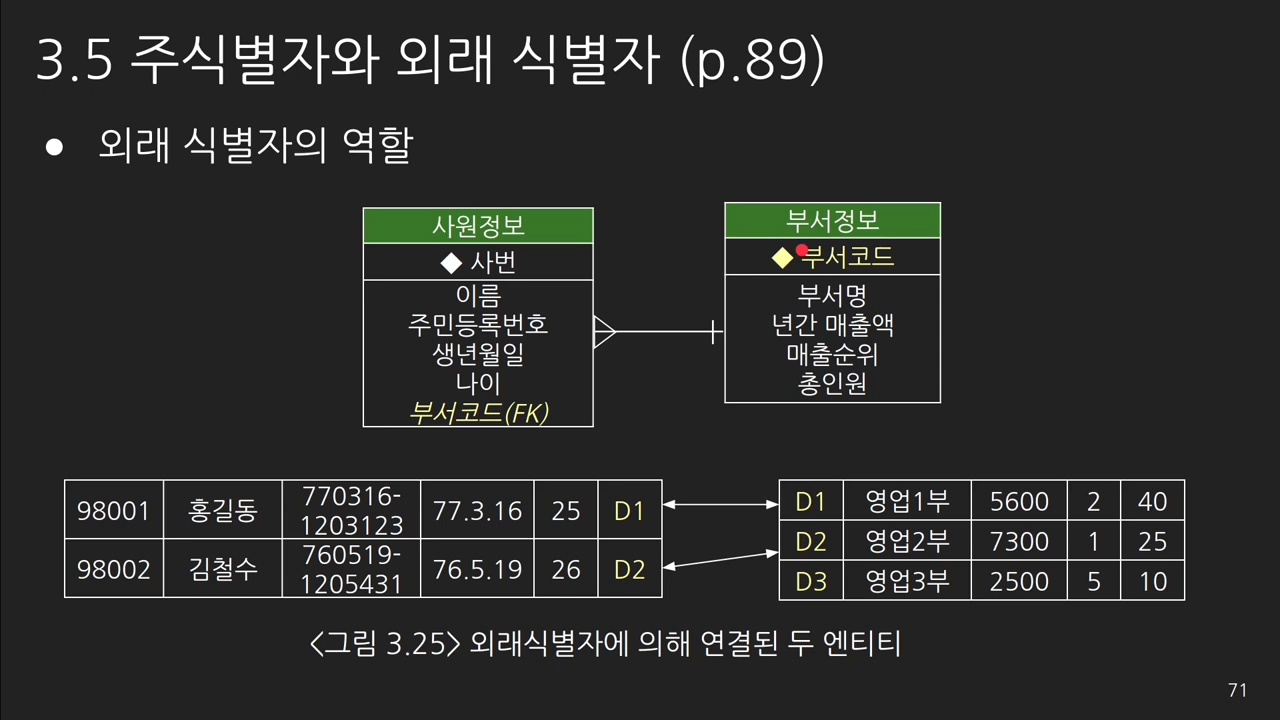 3.5 주식별자와 외래 식별자 (p.89)
● 외래 식별자의 역할
사원정보
◆ 사번
이름
주민등록번호
생년월일
나이
부서코드(FK)
부서정보
◆ 부서코드
부서명
년간 매출액
매출순위
총인원
98001 홍길동 770316-1203123 77.3.16 25 D1
98002 김철수 760519-1205431 76.5.19 26 D2
D1 영업1부 5600 2 40
D2 영업2부 7300 1 25
D3 영업3부 2500 5 10
<그림 3.25> 외래식별자에 의해 연결된 두 엔티티
71